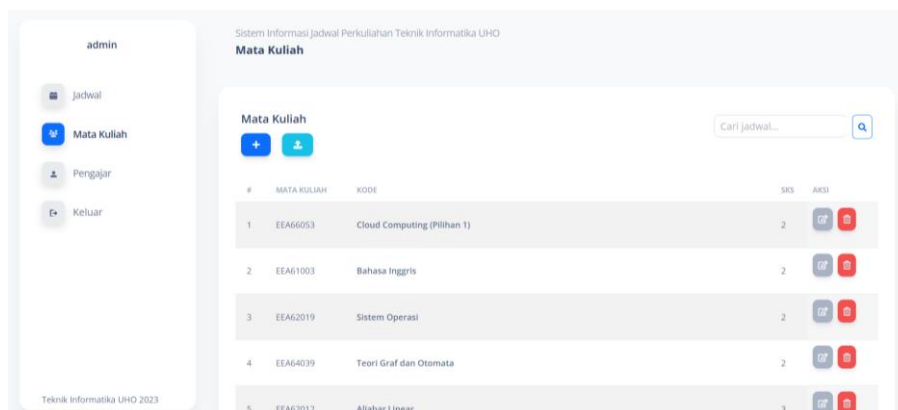 admin
Jadwal
Mata Kuliah
Pengajar
Keluar
Teknik Informatika UHO 2023
Sistem Informasi Jadwal Perkuliahan Teknik Informatika UHO
Mata Kuliah
Mata Kuliah
Cari jadwal...
# MATA KULIAH KODE SKS AKSI
1 EEA66053 Cloud Computing (Pilihan 1) 2
2 EEA61003 Bahasa Inggris 2
3 EEA62019 Sistem Operasi 2
4 EEA64039 Teori Graf dan Otomata 2
5 EEA62012 Aljabar Linear 3